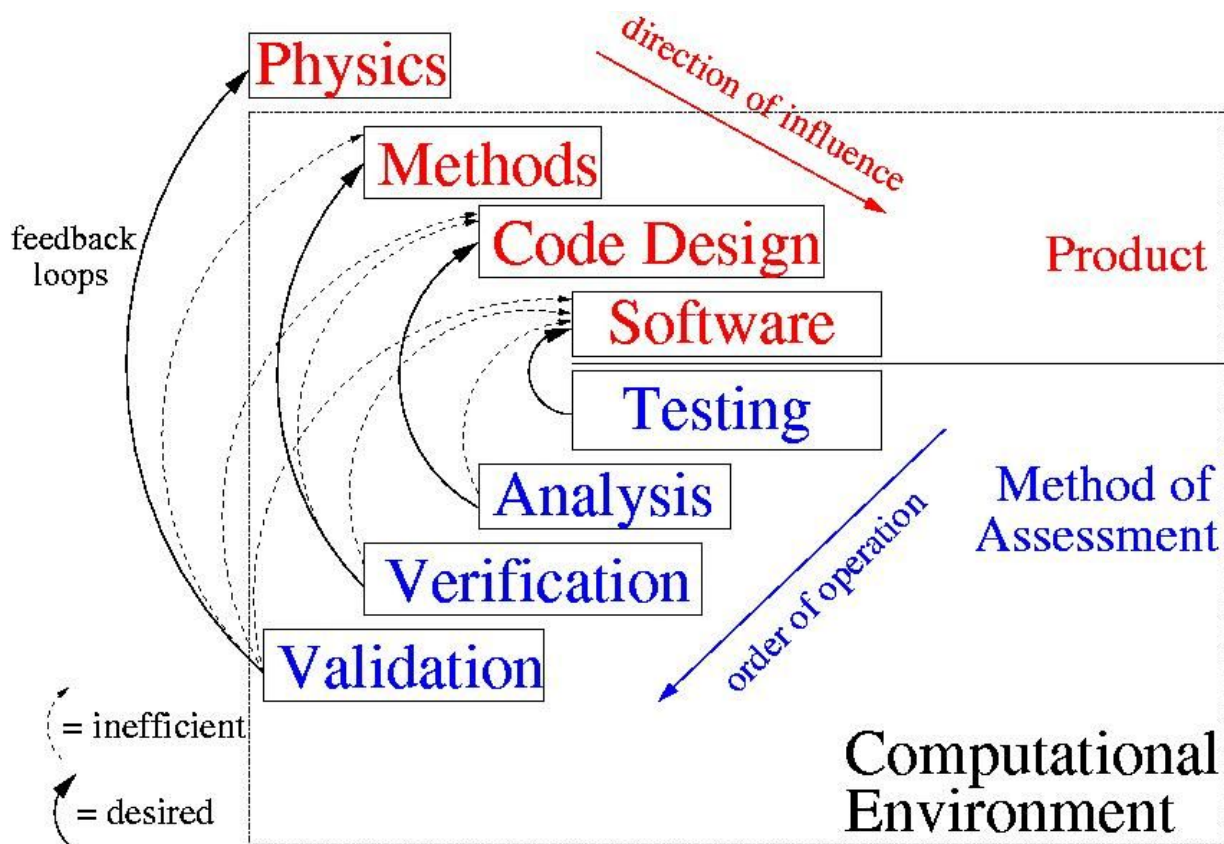 Physics
direction of influence
Methods
feedback
loops
Code Design
Product
Software
Testing
Analysis
Method of
Assessment
Verification
order of operation
Validation
= inefficient
= desired
Computational
Environment